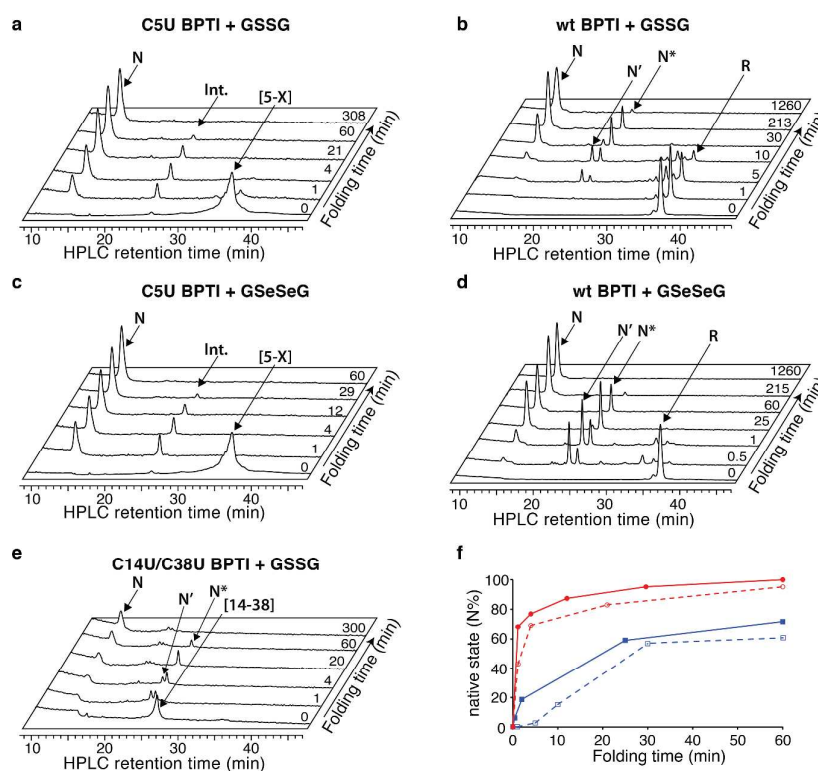 a
C5U BPTI + GSSG
N
Int.
[5-X]
308
60
21
4
1
0
Folding time (min)
10 20 30 40
HPLC retention time (min)
b
wt BPTI + GSSG
N
N'
N*
R
1260
213
30
10
5
1
0
Folding time (min)
10 20 30 40
HPLC retention time (min)
c
C5U BPTI + GSeSeG
N
Int.
[5-X]
60
29
12
4
1
0
Folding time (min)
10 20 30 40
HPLC retention time (min)
d
wt BPTI + GSeSeG
N
N' N*
R
1260
215
60
25
1
0.5
0
Folding time (min)
10 20 30 40
HPLC retention time (min)
e
C14U/C38U BPTI + GSSG
N
N'
N*
[14-38]
300
60
20
4
1
0
Folding time (min)
10 20 30 40
HPLC retention time (min)
f
native state (N%)
100
80
60
40
20
0
0 10 20 30 40 50 60
Folding time (min)